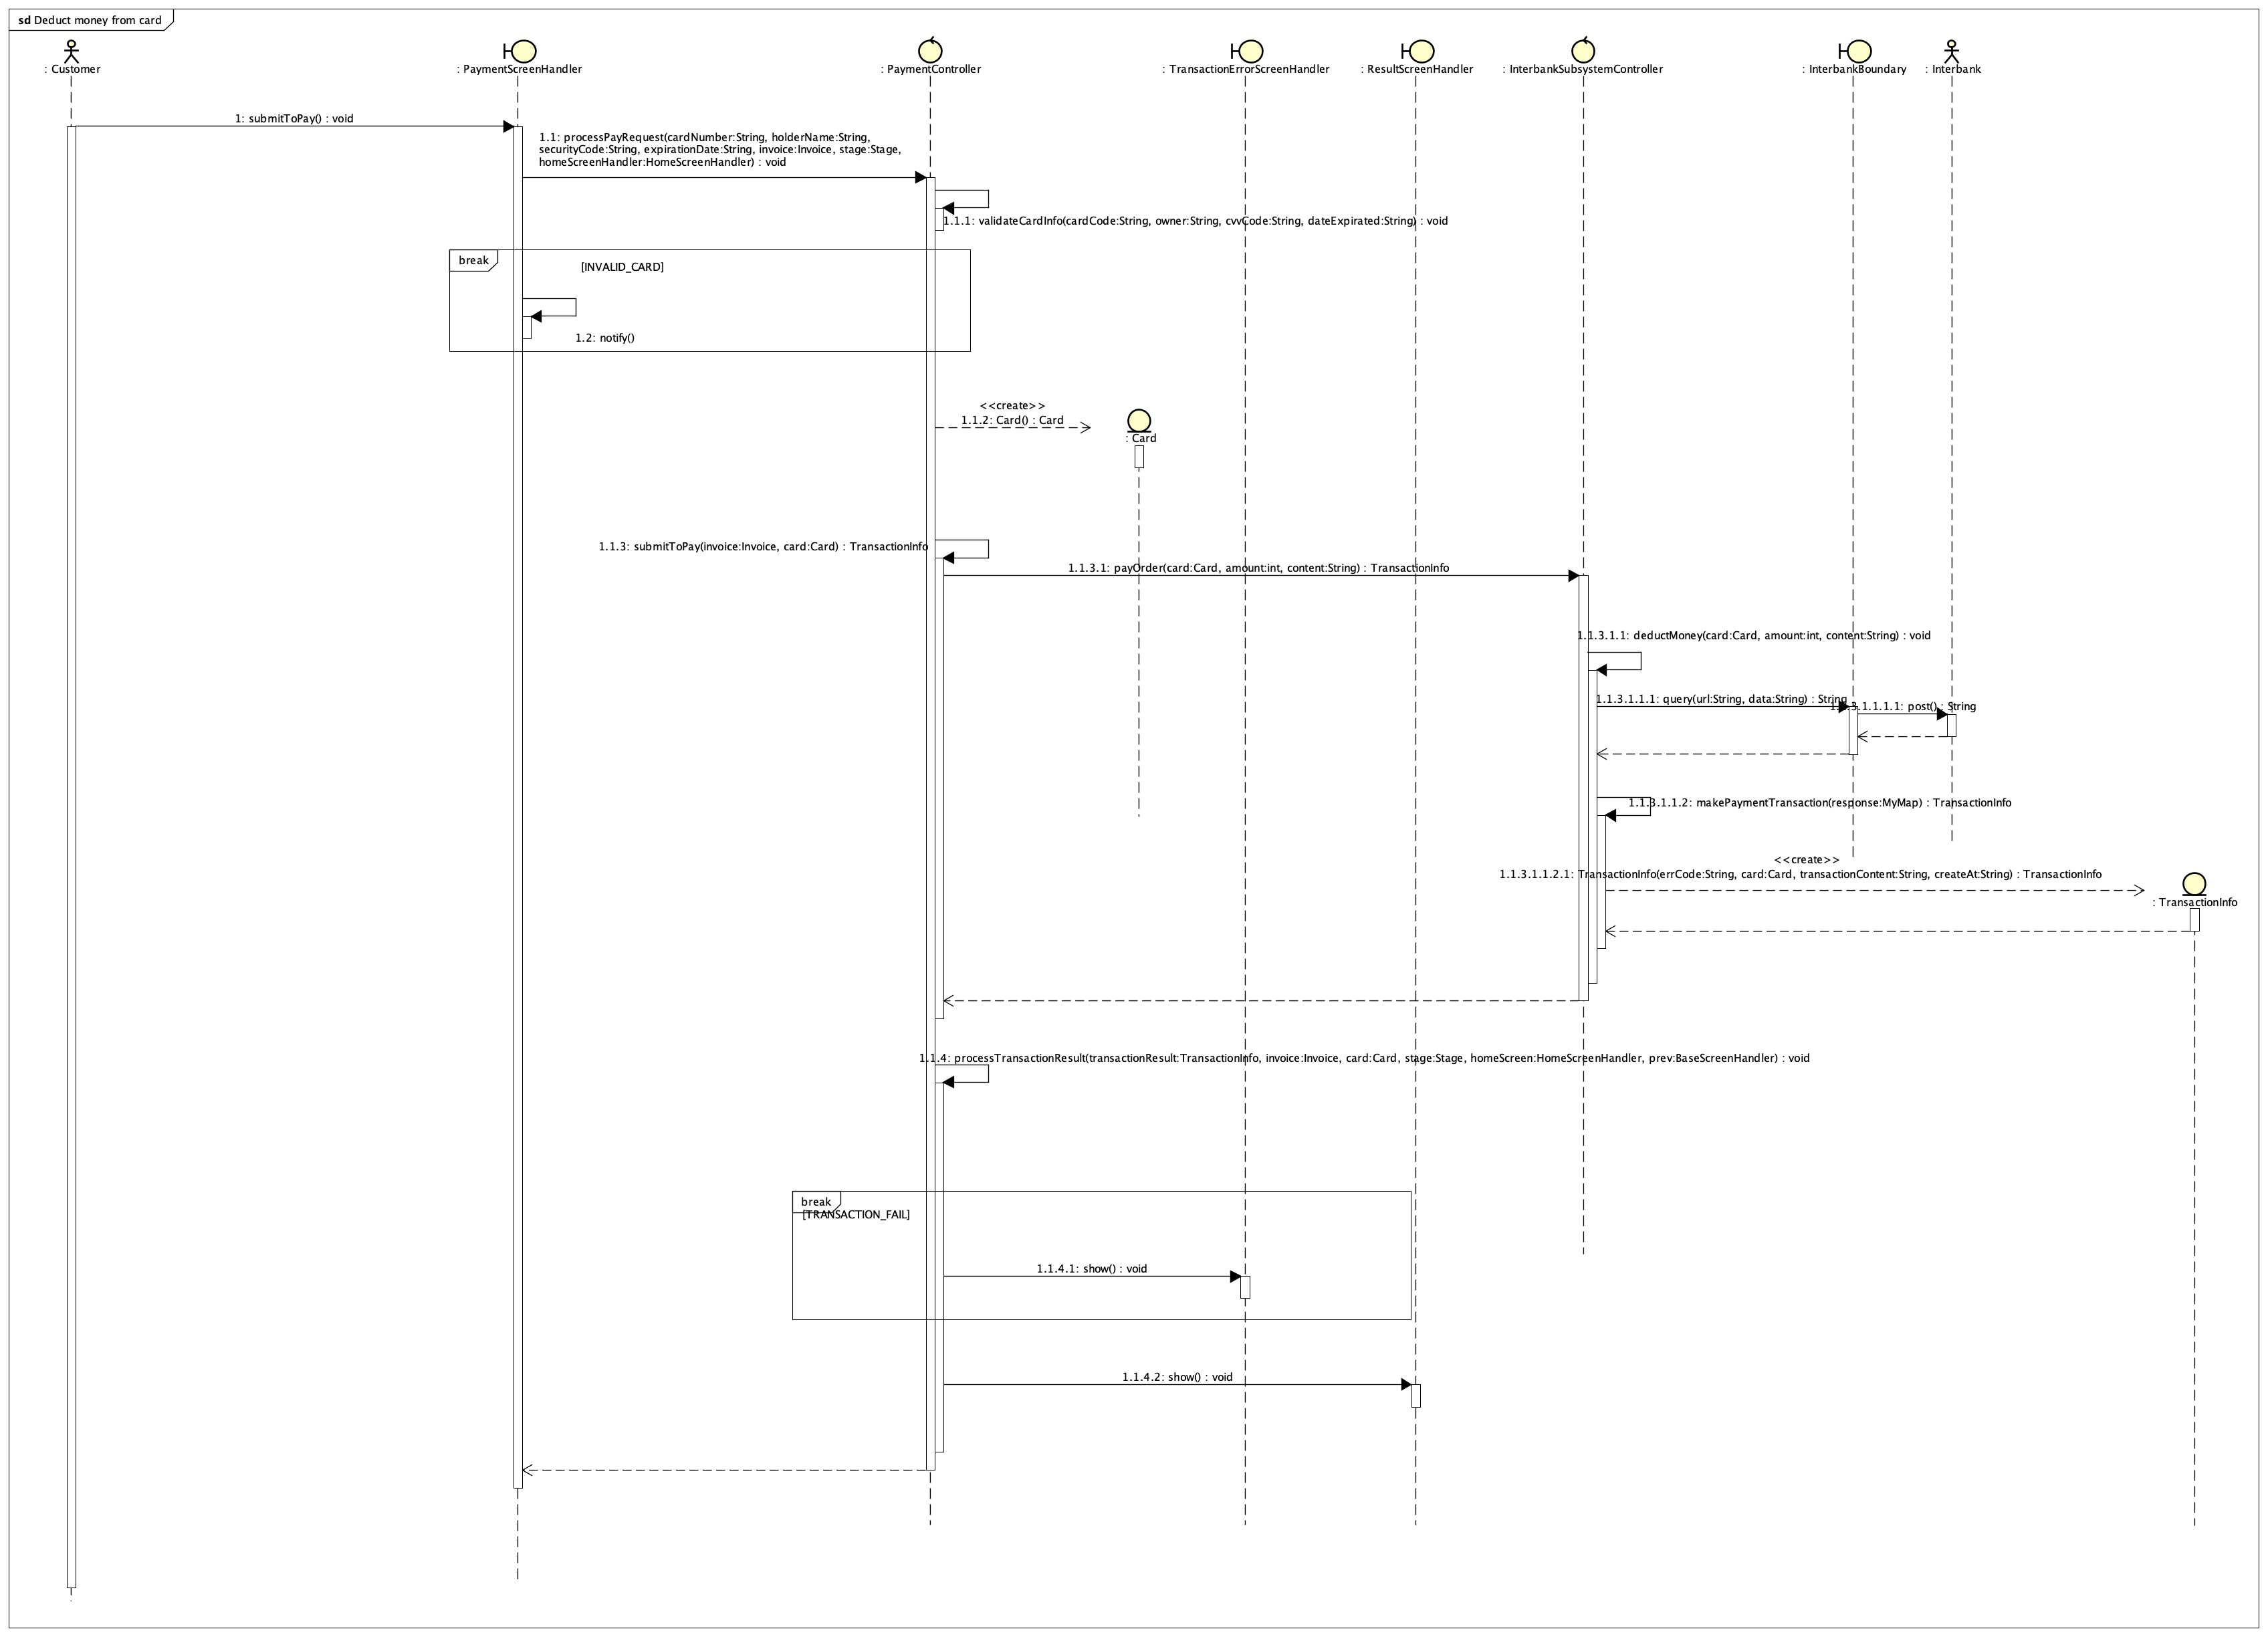 sd Deduct money from card
: Customer
: PaymentScreenHandler
: PaymentController
: TransactionErrorScreenHandler
: ResultScreenHandler
: InterbankSubsystemController
: InterbankBoundary
: Interbank
1: submitToPay() : void
1.1: processPayRequest(cardNumber:String, holderName:String,
securityCode:String, expirationDate:String, invoice:Invoice, stage:Stage,
homeScreenHandler:HomeScreenHandler) : void
1.1.1: validateCardInfo(cardCode:String, owner:String, cvvCode:String, dateExpirated:String) : void
break
[INVALID_CARD]
1.2: notify()
<<create>>
1.1.2: Card() : Card
: Card
1.1.3: submitToPay(invoice:Invoice, card:Card) : TransactionInfo
1.1.3.1: payOrder(card:Card, amount:int, content:String) : TransactionInfo
1.1.3.1.1: deductMoney(card:Card, amount:int, content:String) : void
1.1.3.1.1.1: query(url:String, data:String) : String
1.1.3.1.1.1.1: post() : String
1.1.3.1.1.2: makePaymentTransaction(response:MyMap) : TransactionInfo
<<create>>
1.1.3.1.1.2.1: TransactionInfo(errCode:String, card:Card, transactionContent:String, createAt:String) : TransactionInfo
: TransactionInfo
1.1.4: processTransactionResult(transactionResult:TransactionInfo, invoice:Invoice, card:Card, stage:Stage, homeScreen:HomeScreenHandler, prev:BaseScreenHandler) : void
break
[TRANSACTION_FAIL]
1.1.4.1: show() : void
1.1.4.2: show() : void